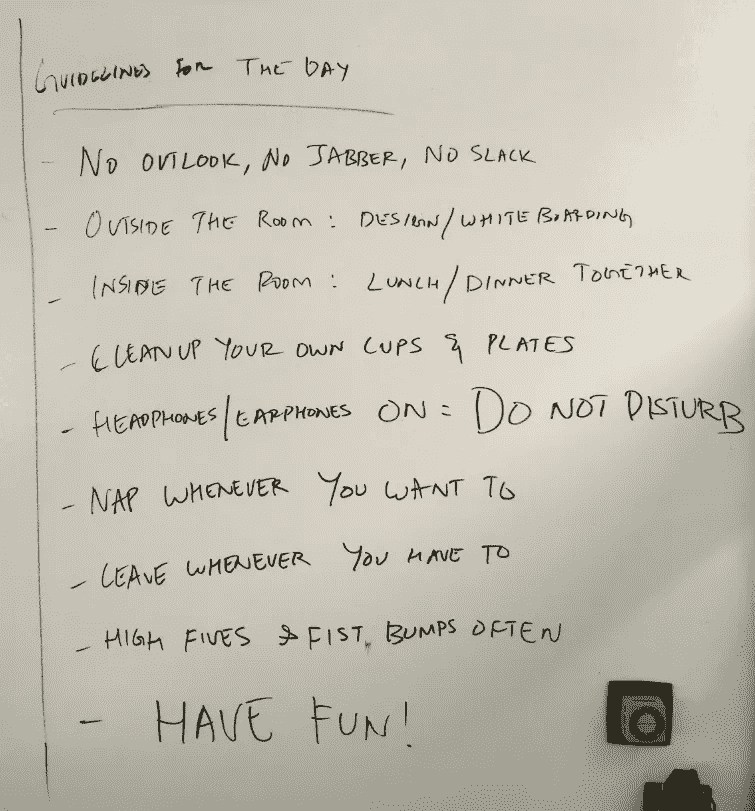 GUIDELINES FOR THE DAY
- NO OUTLOOK, NO JABBER, NO SLACK
- OUTSIDE THE ROOM : DESIGN/WHITE BOARDING
- INSIDE THE ROOM : LUNCH/DINNER TOGETHER
- CLEANUP YOUR OWN CUPS & PLATES
- HEADPHONES/EARPHONES ON = DO NOT DISTURB
- NAP WHENEVER YOU WANT TO
- LEAVE WHENEVER YOU HAVE TO
- HIGH FIVES & FIST BUMPS OFTEN
- HAVE FUN!